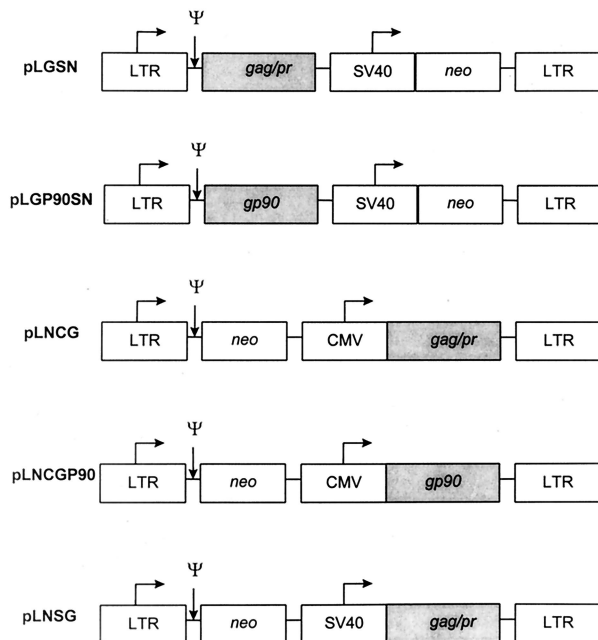 Ψ
pLGSN LTR gag/pr SV40 neo LTR
Ψ
pLGP90SN LTR gp90 SV40 neo LTR
Ψ
pLNCG LTR neo CMV gag/pr LTR
Ψ
pLNCGP90 LTR neo CMV gp90 LTR
Ψ
pLNSG LTR neo SV40 gag/pr LTR